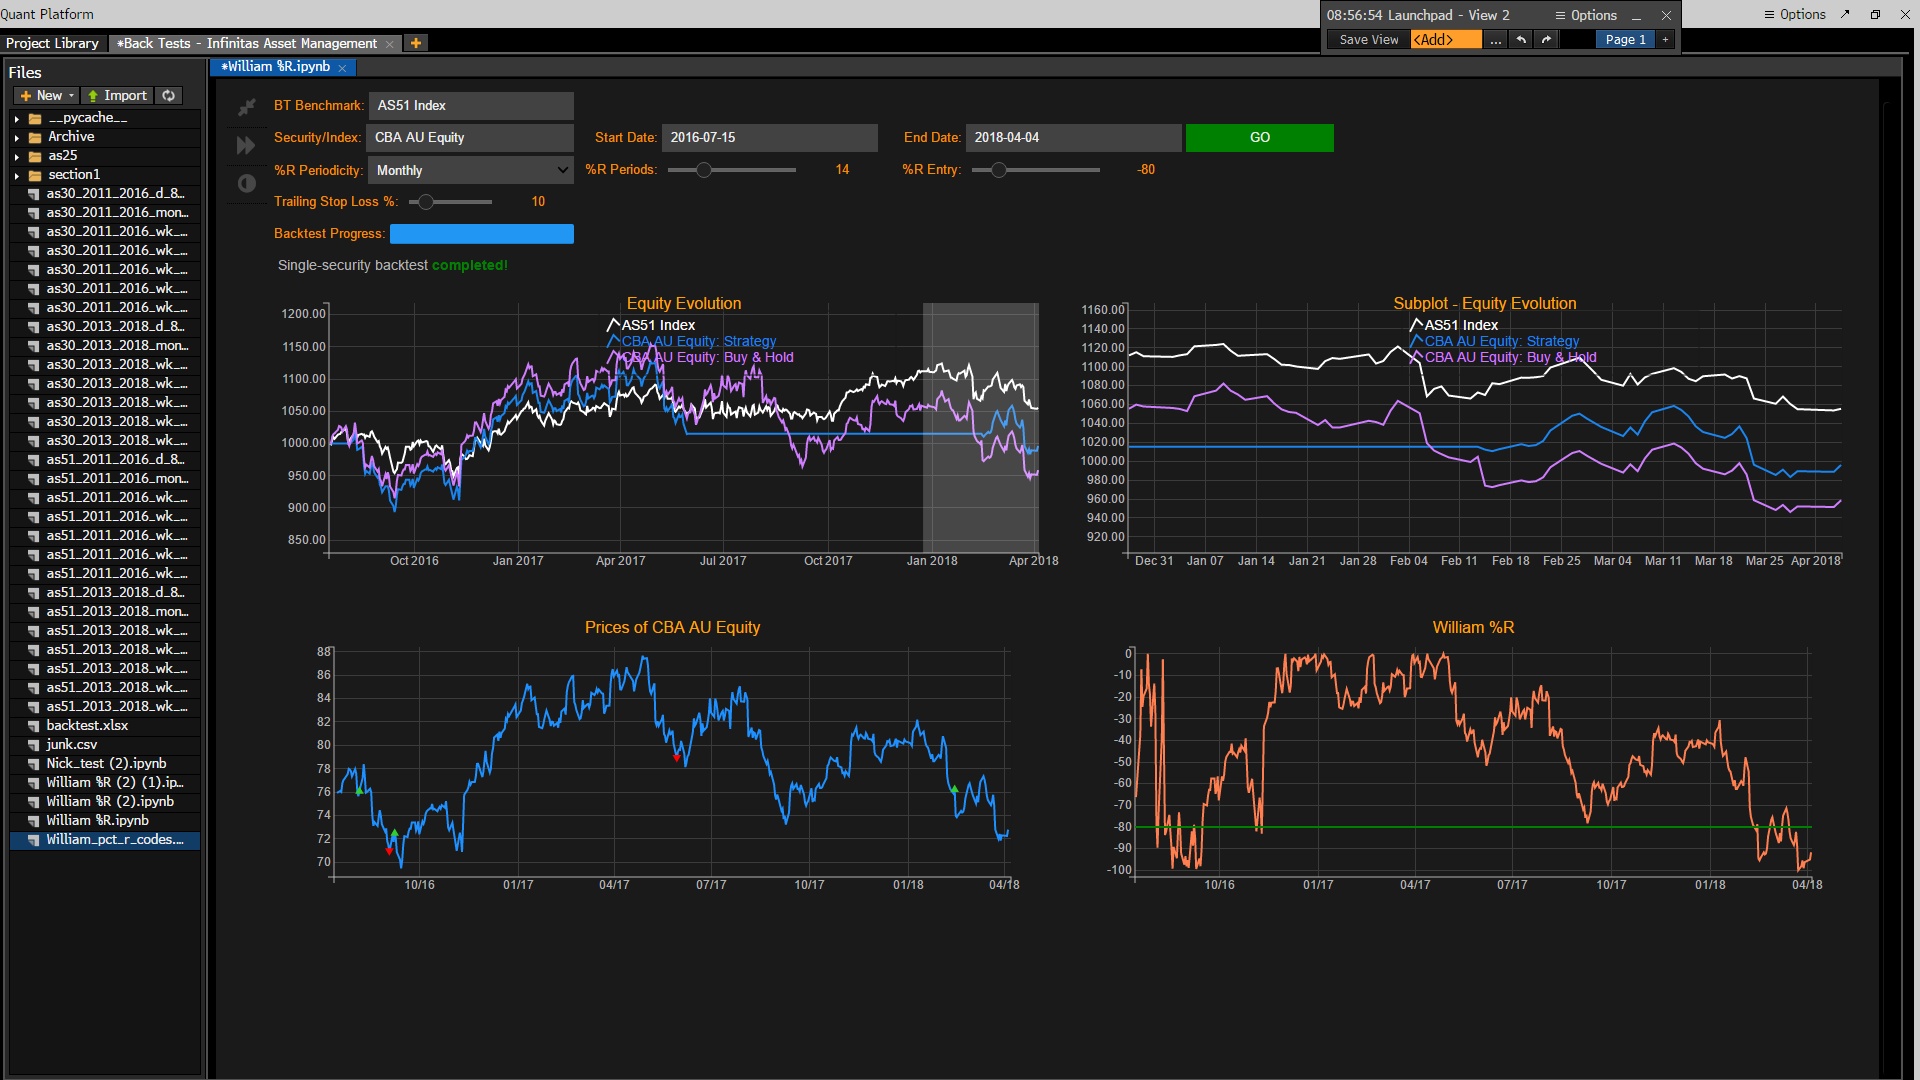 Quant Platform
08:56:54 Launchpad - View 2
Options
Options
Save View
<Add>
...
Page 1
+
Project Library
*Back Tests - Infinitas Asset Management
Files
New
Import
__pycache__
Archive
as25
section1
as30_2011_2016_d_8...
as30_2011_2016_mon...
as30_2011_2016_wk_...
as30_2011_2016_wk_...
as30_2011_2016_wk_...
as30_2011_2016_wk_...
as30_2011_2016_wk_...
as30_2013_2018_d_8...
as30_2013_2018_mon...
as30_2013_2018_wk_...
as30_2013_2018_wk_...
as30_2013_2018_wk_...
as30_2013_2018_wk_...
as30_2013_2018_wk_...
as51_2011_2016_d_8...
as51_2011_2016_mon...
as51_2011_2016_wk_...
as51_2011_2016_wk_...
as51_2011_2016_wk_...
as51_2011_2016_wk_...
as51_2011_2016_wk_...
as51_2013_2018_d_8...
as51_2013_2018_mon...
as51_2013_2018_wk_...
as51_2013_2018_wk_...
as51_2013_2018_wk_...
as51_2013_2018_wk_...
as51_2013_2018_wk_...
backtest.xlsx
junk.csv
Nick_test (2).ipynb
William %R (2) (1).ip...
William %R (2).ipynb
William %R.ipynb
William_pct_r_codes....
*William %R.ipynb
BT Benchmark: AS51 Index
Security/Index: CBA AU Equity Start Date: 2016-07-15 End Date: 2018-04-04 GO
%R Periodicity: Monthly %R Periods: 14 %R Entry: -80
Trailing Stop Loss %: 10
Backtest Progress:
Single-security backtest completed!
Equity Evolution
AS51 Index
CBA AU Equity: Strategy
CBA AU Equity: Buy & Hold
1200.00
1150.00
1100.00
1050.00
1000.00
950.00
900.00
850.00
Oct 2016 Jan 2017 Apr 2017 Jul 2017 Oct 2017 Jan 2018 Apr 2018
Subplot - Equity Evolution
AS51 Index
CBA AU Equity: Strategy
CBA AU Equity: Buy & Hold
1160.00
1140.00
1120.00
1100.00
1080.00
1060.00
1040.00
1020.00
1000.00
980.00
960.00
940.00
920.00
Dec 31 Jan 07 Jan 14 Jan 21 Jan 28 Feb 04 Feb 11 Feb 18 Feb 25 Mar 04 Mar 11 Mar 18 Mar 25 Apr 2018
Prices of CBA AU Equity
88
86
84
82
80
78
76
74
72
70
10/16 01/17 04/17 07/17 10/17 01/18 04/18
William %R
0
-10
-20
-30
-40
-50
-60
-70
-80
-90
-100
10/16 01/17 04/17 07/17 10/17 01/18 04/18